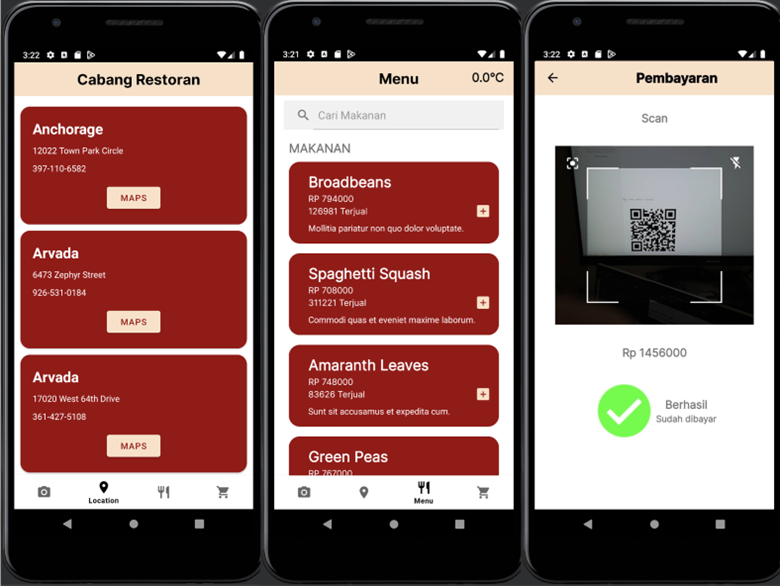 3:22
Cabang Restoran
Anchorage
12022 Town Park Circle
397-110-6582
MAPS
Arvada
6473 Zephyr Street
926-531-0184
MAPS
Arvada
17020 West 64th Drive
361-427-5108
MAPS
Location
3:21
Menu
0.0°C
Cari Makanan
MAKANAN
Broadbeans
RP 794000
126981 Terjual
Mollitia pariatur non quo dolor voluptate.
Spaghetti Squash
RP 708000
311221 Terjual
Commodi quas et eveniet maxime laborum.
Amaranth Leaves
RP 748000
83626 Terjual
Sunt sit accusamus et expedita cum.
Green Peas
RP 767000
Menu
3:22
Pembayaran
Scan
Rp 1456000
Berhasil
Sudah dibayar